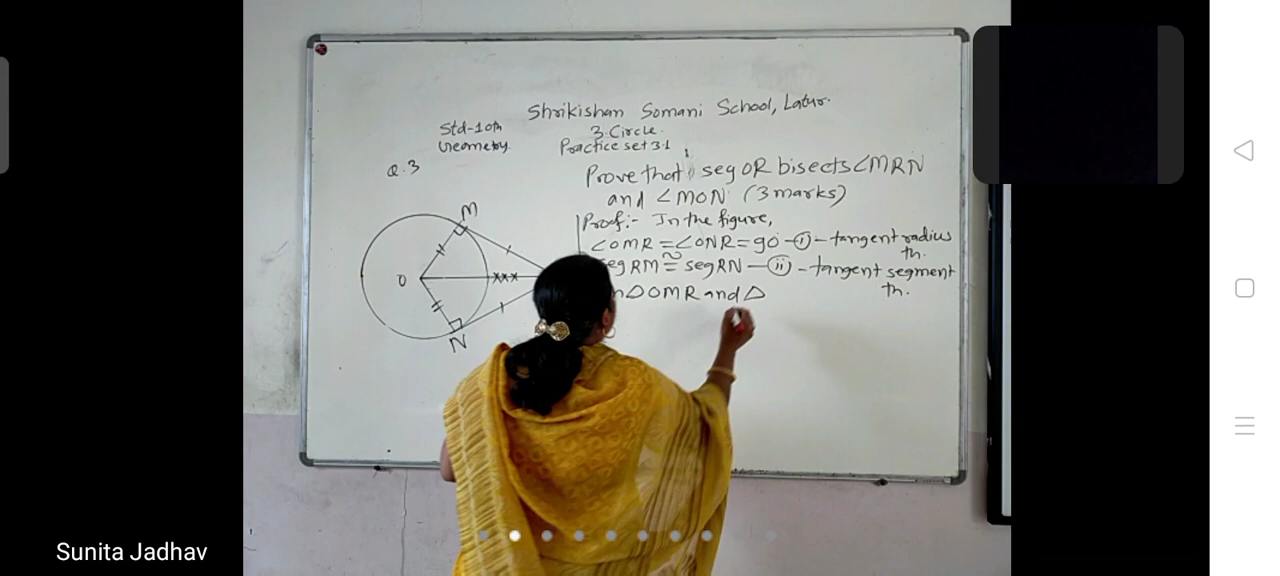 Shrikishan Somani School, Latur.
Std-10th
3. Circle.
Geometry.
Practice set 3.1
Q.3
Prove that seg OR bisects ∠MRN
and ∠MON (3 marks)
Proof:- In the figure,
∠OMR = ∠ONR = 90 -(i)- tangent radius
th.
seg RM ≅ seg RN -(ii)- tangent segment
th.
In △OMR and △
M
O
N
Sunita Jadhav